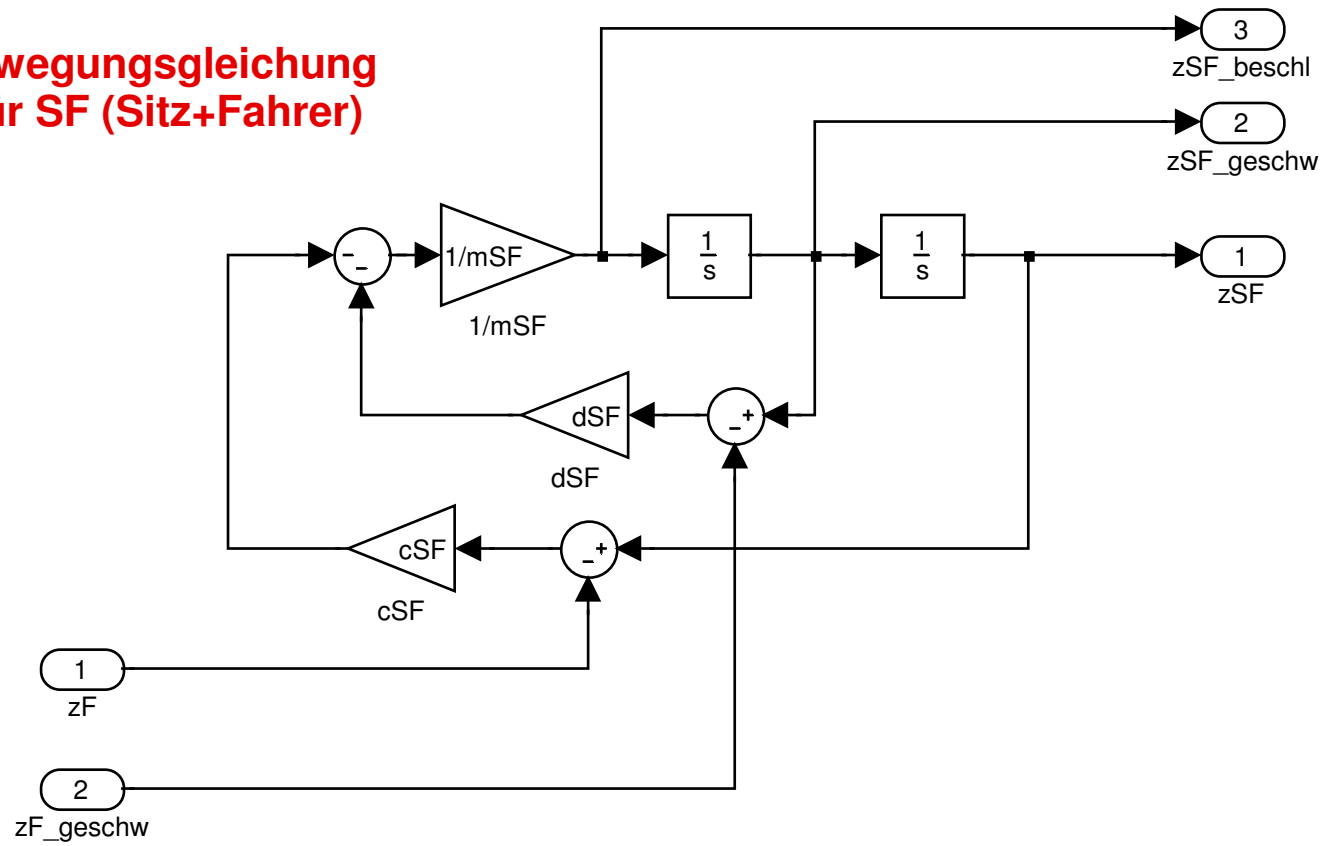 wegungsgleichung
r SF (Sitz+Fahrer)
3
zSF_beschl
2
zSF_geschw
- -
1/mSF
1/mSF
1
s
1
s
1
zSF
dSF
- +
dSF
cSF
- +
cSF
1
zF
2
zF_geschw